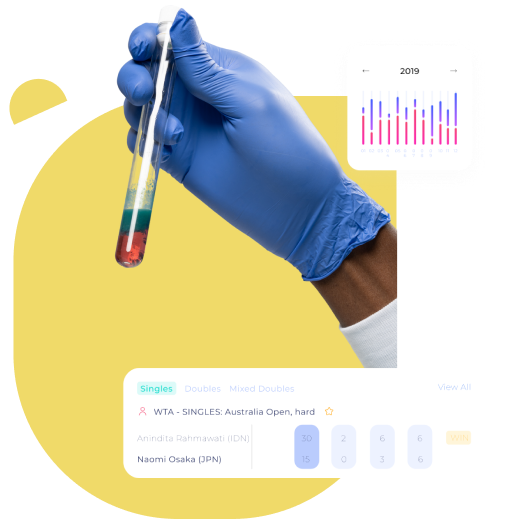 ← 2019 →
Singles Doubles Mixed Doubles View All
WTA - SINGLES: Australia Open, hard
Anindita Rahmawati (IDN) 30 2 6 6 WIN
Naomi Osaka (JPN) 15 0 3 6